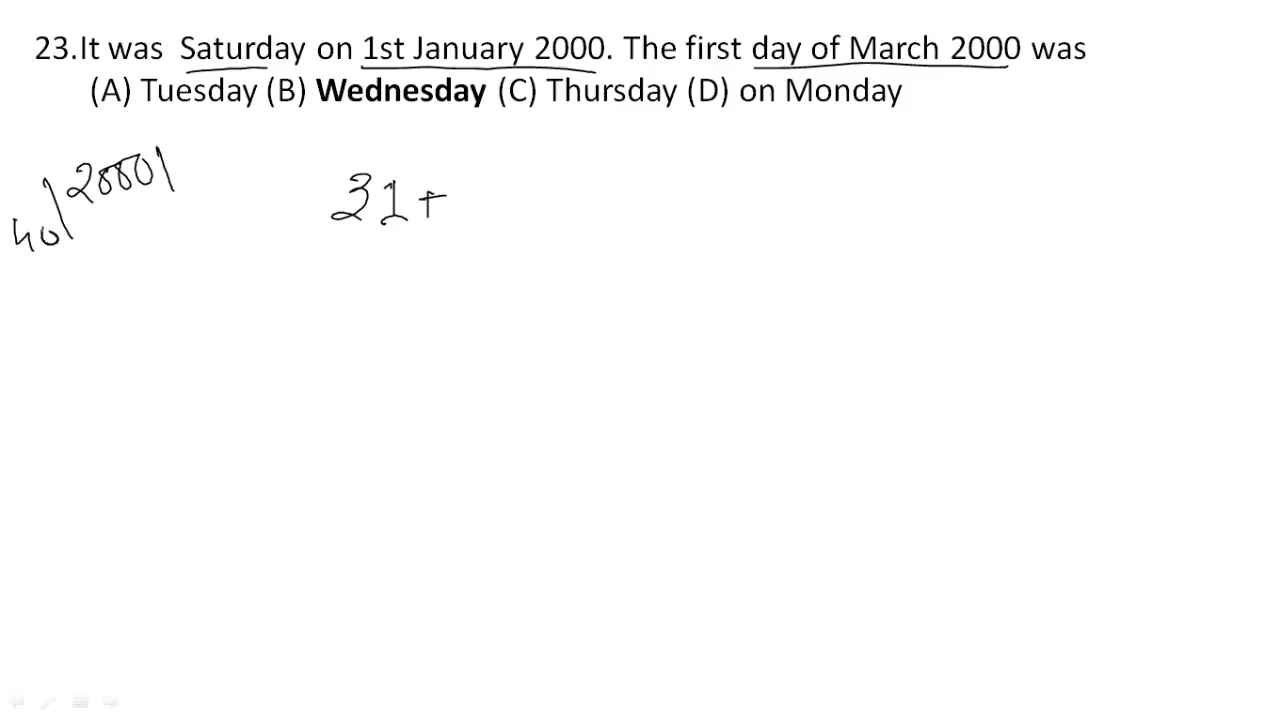 23.It was Saturday on 1st January 2000. The first day of March 2000 was
(A) Tuesday (B) Wednesday (C) Thursday (D) on Monday
31+